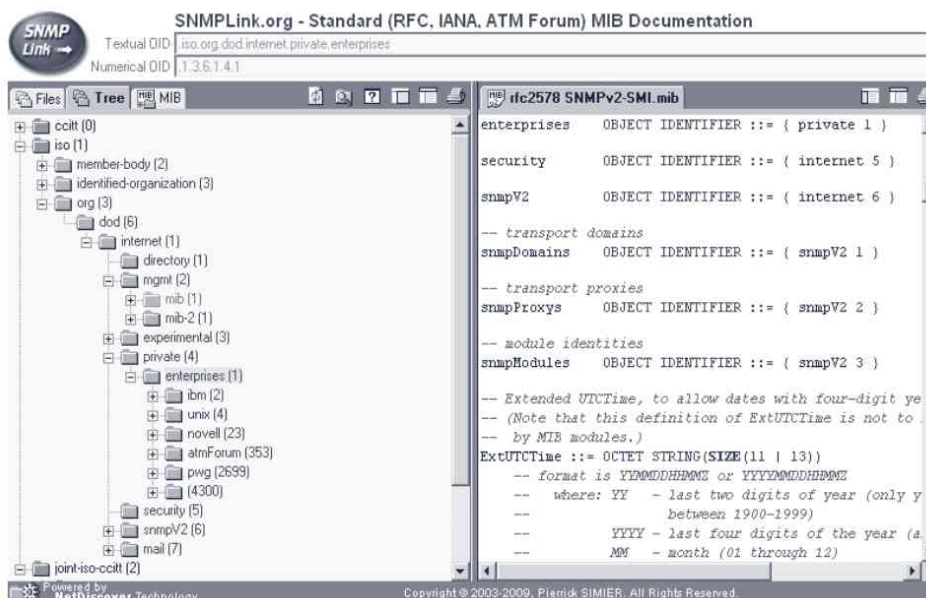 SNMP Link
SNMPLink.org - Standard (RFC, IANA, ATM Forum) MIB Documentation
Textual OID .iso.org.dod.internet.private.enterprises
Numerical OID .1.3.6.1.4.1
Files Tree MIB
ccitt (0)
iso (1)
member-body (2)
identified-organization (3)
org (3)
dod (6)
internet (1)
directory (1)
mgmt (2)
mib (1)
mib-2 (1)
experimental (3)
private (4)
enterprises (1)
ibm (2)
unix (4)
novell (23)
atmForum (353)
pwg (2699)
(4300)
security (5)
snmpV2 (6)
mail (7)
joint-iso-ccitt (2)
rfc2578 SNMPv2-SMI.mib
enterprises OBJECT IDENTIFIER ::= { private 1 }
security OBJECT IDENTIFIER ::= { internet 5 }
snmpV2 OBJECT IDENTIFIER ::= { internet 6 }
-- transport domains
snmpDomains OBJECT IDENTIFIER ::= { snmpV2 1 }
-- transport proxies
snmpProxys OBJECT IDENTIFIER ::= { snmpV2 2 }
-- module identities
snmpModules OBJECT IDENTIFIER ::= { snmpV2 3 }
-- Extended UTCTime, to allow dates with four-digit ye
-- (Note that this definition of ExtUTCTime is not to
-- by MIB modules.)
ExtUTCTime ::= OCTET STRING(SIZE(11 | 13))
-- format is YYMMDDHHMMZ or YYYYMMDDHHMMZ
-- where: YY - last two digits of year (only y
-- between 1900-1999)
-- YYYY - last four digits of the year (a
-- MM - month (01 through 12)
Powered by
NetDiscover Technology
Copyright © 2003-2009, Pierrick SIMIER. All Rights Reserved.